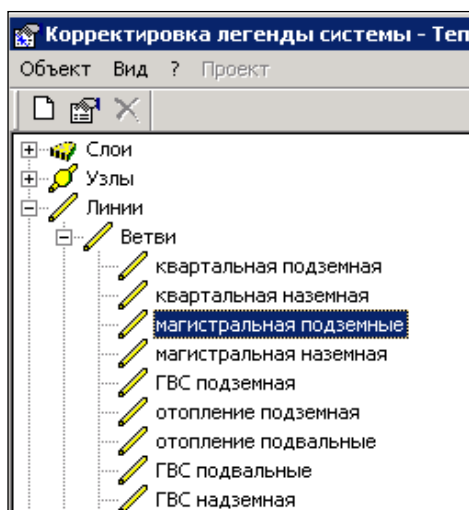 Корректировка легенды системы - Теп
Объект Вид ? Проект
Слои
Узлы
Линии
Ветви
квартальная подземная
квартальная наземная
магистральная подземные
магистральная наземная
ГВС подземная
отопление подземная
отопление подвальные
ГВС подвальные
ГВС надземная